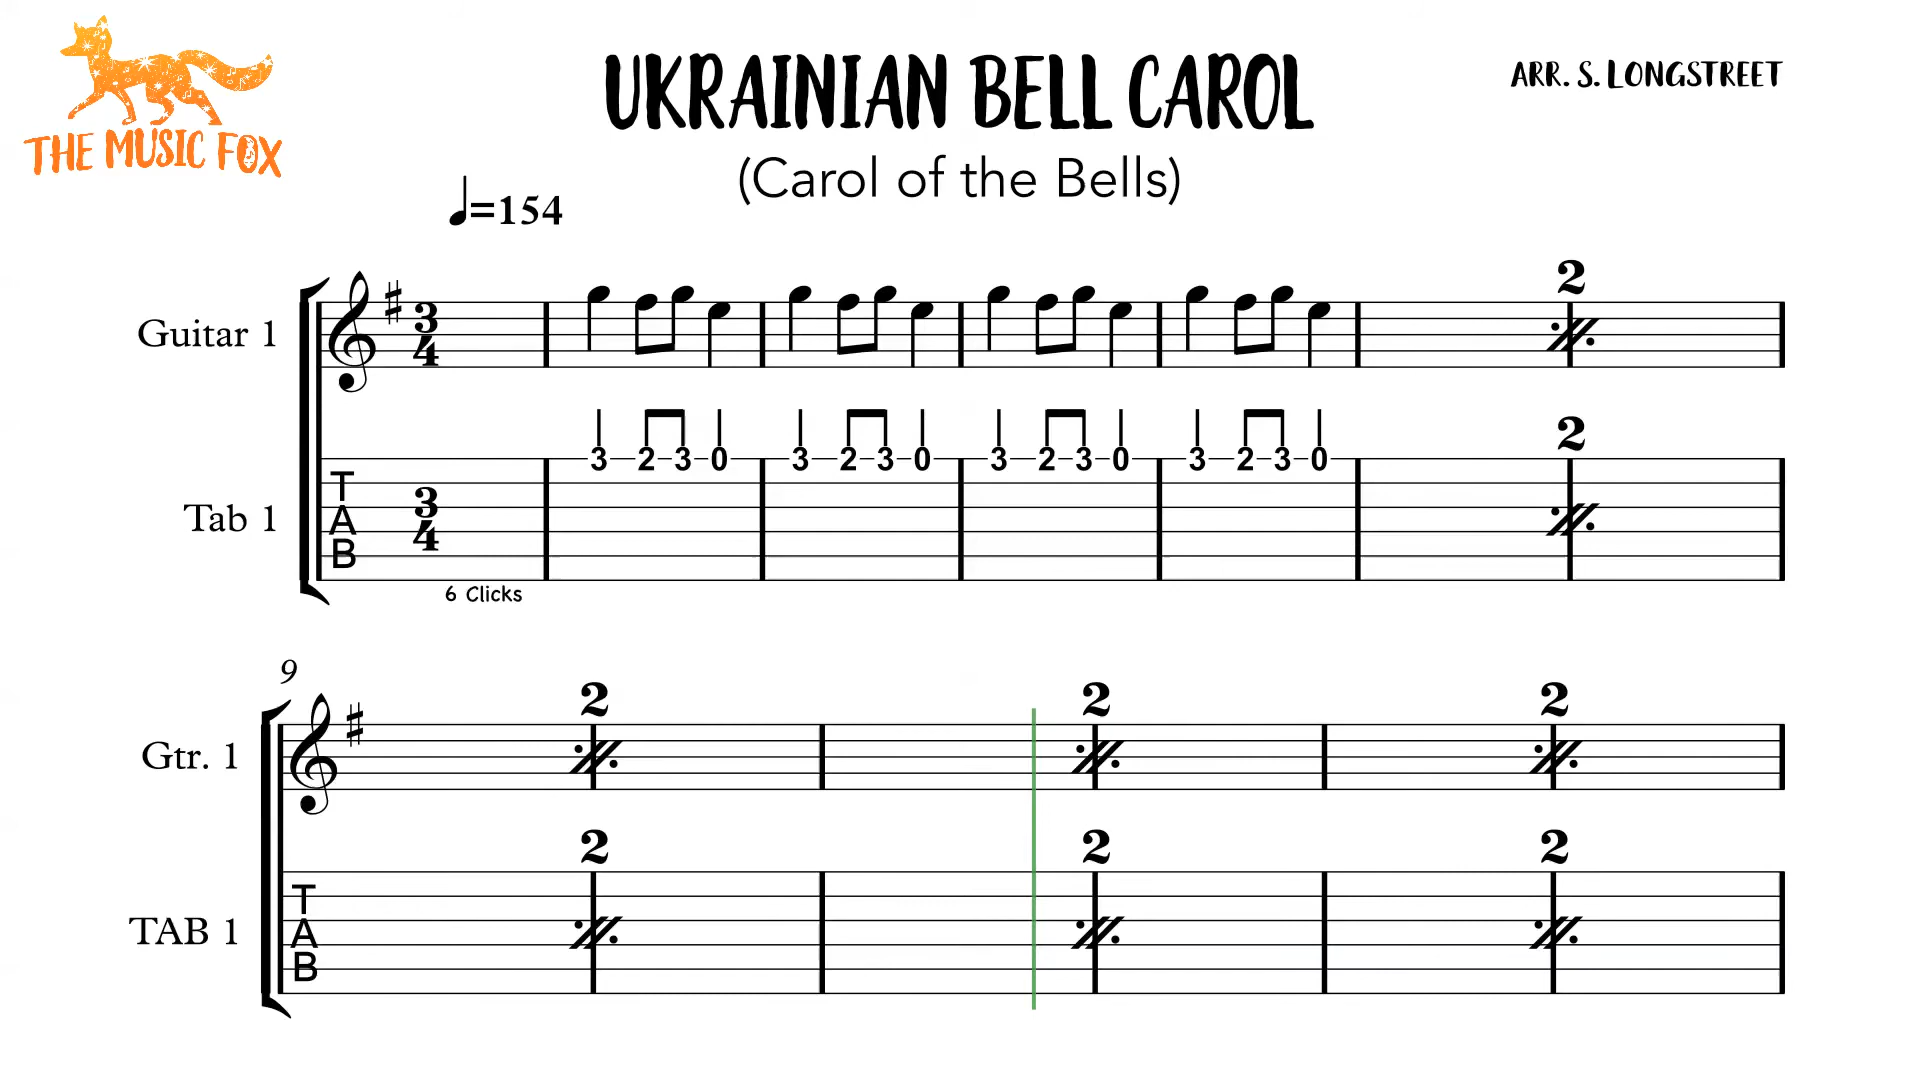 THE MUSIC FOX
UKRAINIAN BELL CAROL
(Carol of the Bells)
ARR. S. LONGSTREET
=154
2
Guitar 1
3
4
2
3 2 3 0 3 2 3 0 3 2 3 0 3 2 3 0
Tab 1
T
A
B
3
4
6 Clicks
9
2 2 2
Gtr. 1
2 2 2
TAB 1
T
A
B